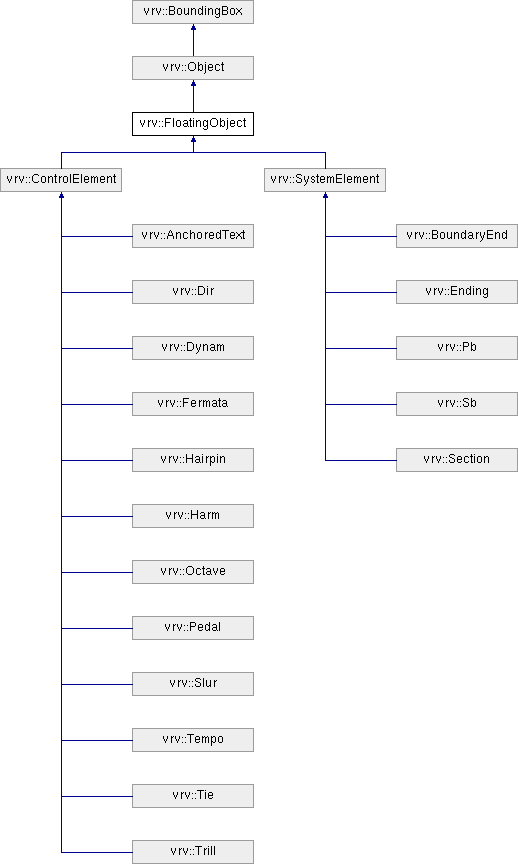 vrv::BoundingBox
vrv::Object
vrv::FloatingObject
vrv::ControlElement
vrv::SystemElement
vrv::AnchoredText
vrv::BoundaryEnd
vrv::Dir
vrv::Ending
vrv::Dynam
vrv::Pb
vrv::Fermata
vrv::Sb
vrv::Hairpin
vrv::Section
vrv::Harm
vrv::Octave
vrv::Pedal
vrv::Slur
vrv::Tempo
vrv::Tie
vrv::Trill